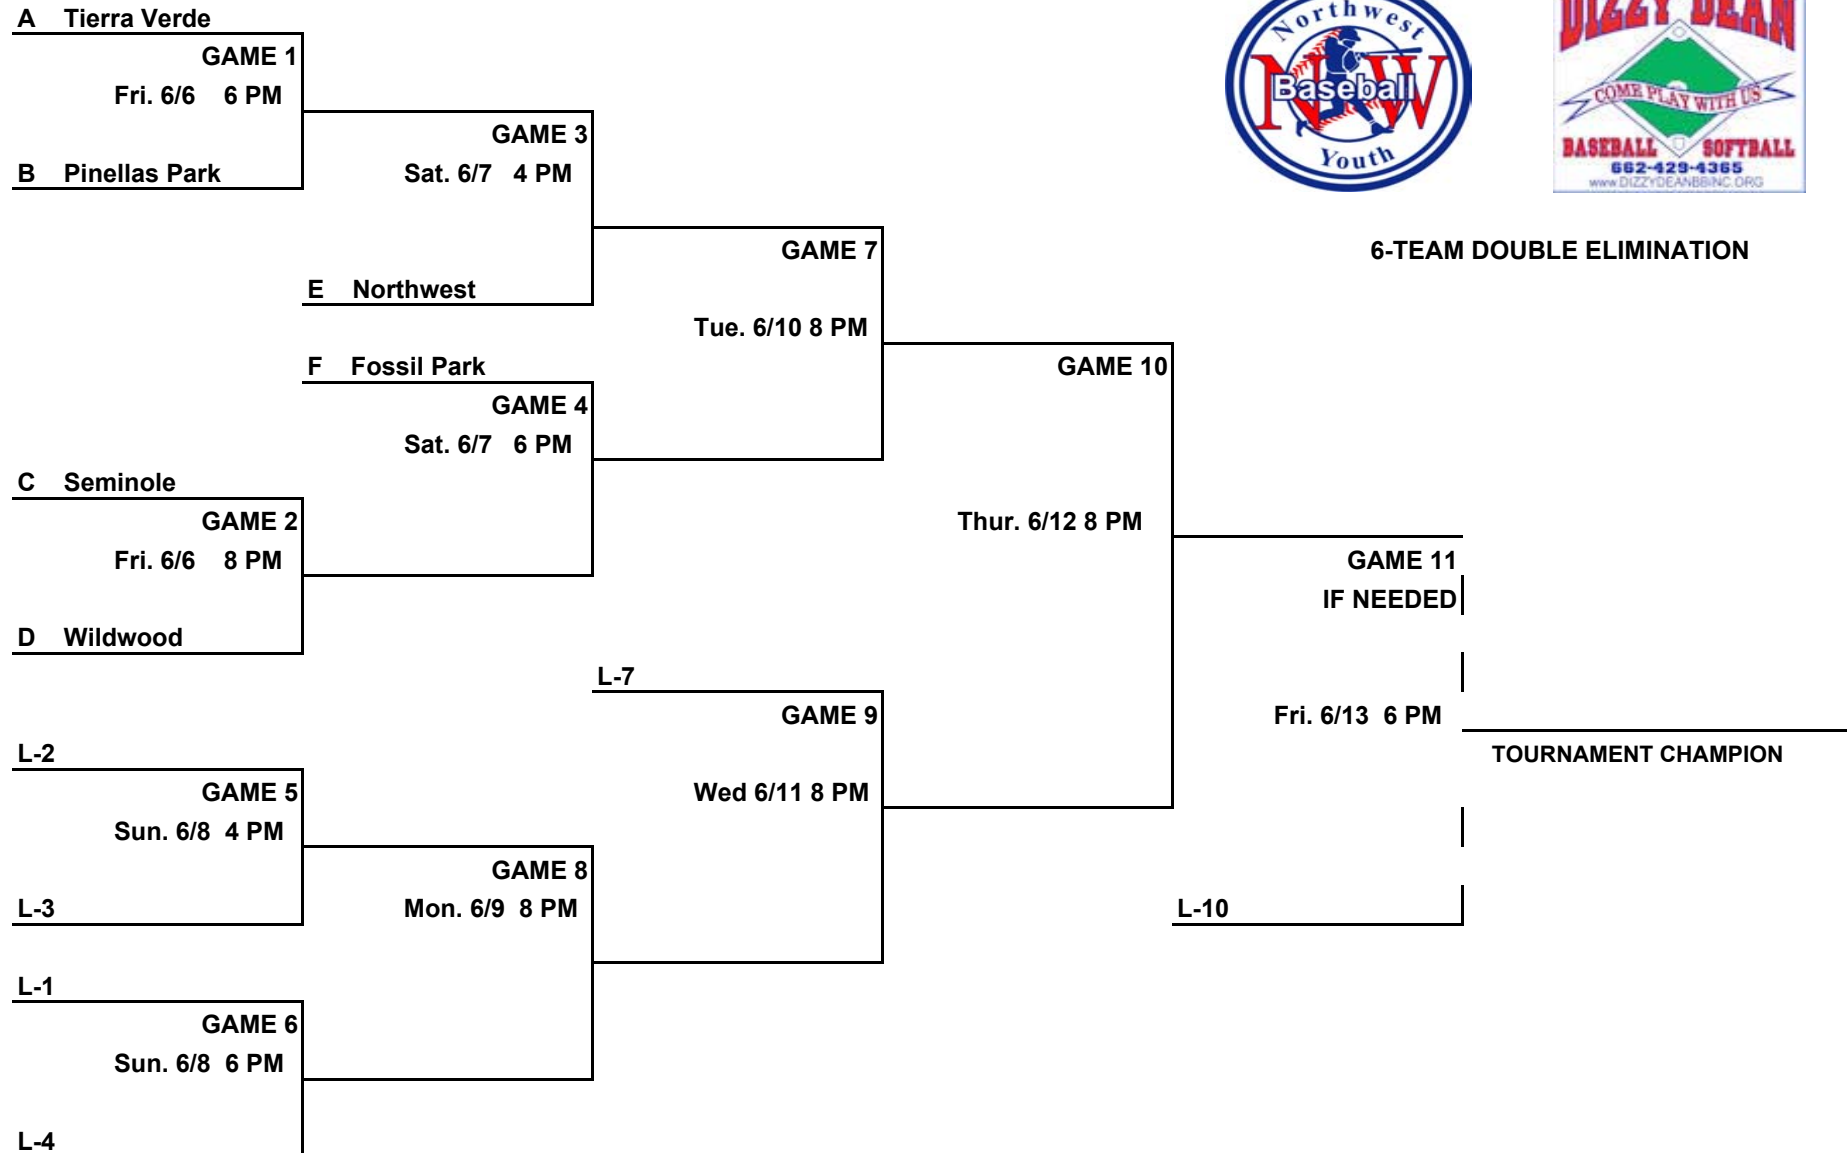 A Tierra Verde
GAME 1
Fri. 6/6 6 PM
B Pinellas Park
GAME 3
Sat. 6/7 4 PM
E Northwest
GAME 7
Tue. 6/10 8 PM
F Fossil Park
GAME 4
Sat. 6/7 6 PM
C Seminole
GAME 2
Fri. 6/6 8 PM
D Wildwood
GAME 10
Thur. 6/12 8 PM
GAME 11
IF NEEDED
Fri. 6/13 6 PM
TOURNAMENT CHAMPION
L-7
GAME 9
Wed 6/11 8 PM
L-2
GAME 5
Sun. 6/8 4 PM
L-3
GAME 8
Mon. 6/9 8 PM
L-10
L-1
GAME 6
Sun. 6/8 6 PM
L-4
Northwest
NW
Baseball
Youth
DIZZY DEAN
COME PLAY WITH US
BASEBALL SOFTBALL
662-429-4365
www.DIZZYDEANBBINC.ORG
6-TEAM DOUBLE ELIMINATION